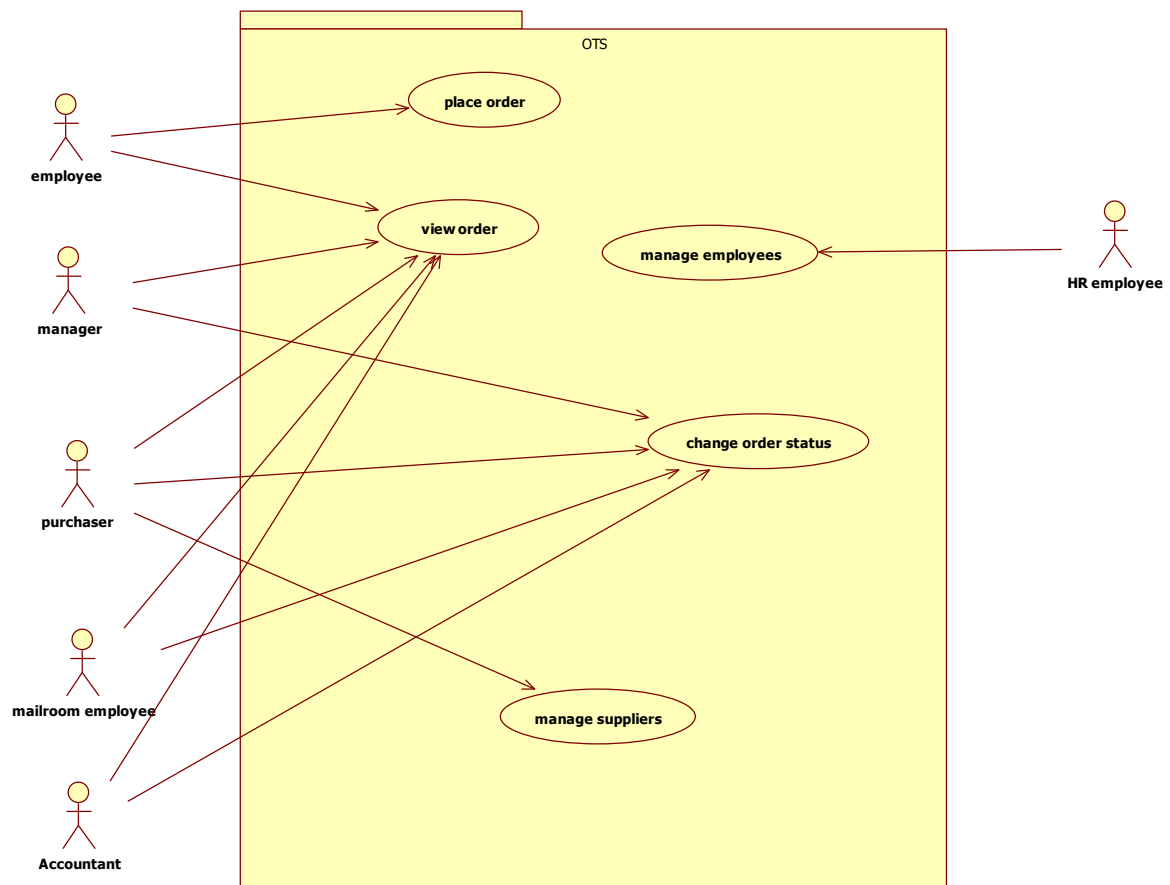 OTS
place order
employee
view order
manage employees
HR employee
manager
change order status
purchaser
mailroom employee
manage suppliers
Accountant